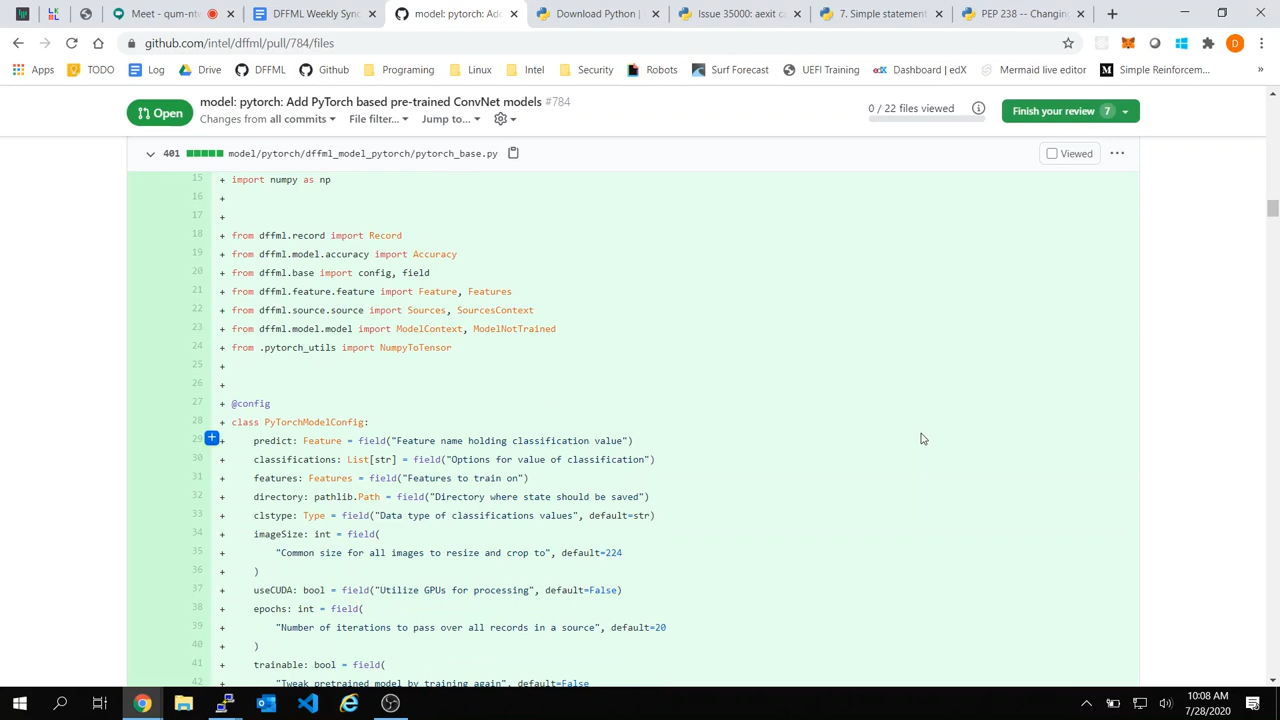 Meet - qum-ntv
DFFML Weekly Sync
model: pytorch: Add
Download Python |
Issue 35000: aexit ca
7. Simple statement
PEP 238 -- Changing
github.com/intel/dffml/pull/784/files
Apps TODO Log Drive DFFML Github Programing Linux Intel Security Robots Surf Forecast UEFI Training Dashboard | edX Mermaid live editor Simple Reinforcem... »
Open
model: pytorch: Add PyTorch based pre-trained ConvNet models #784
Changes from all commits File filter... Jump to...
0 / 22 files viewed
Finish your review 7
401 model/pytorch/dffml_model_pytorch/pytorch_base.py
Viewed
15 + import numpy as np
16 +
17 +
18 + from dffml.record import Record
19 + from dffml.model.accuracy import Accuracy
20 + from dffml.base import config, field
21 + from dffml.feature.feature import Feature, Features
22 + from dffml.source.source import Sources, SourcesContext
23 + from dffml.model.model import ModelContext, ModelNotTrained
24 + from .pytorch_utils import NumpyToTensor
25 +
26 +
27 + @config
28 + class PyTorchModelConfig:
29 + predict: Feature = field("Feature name holding classification value")
30 + classifications: List[str] = field("Options for value of classification")
31 + features: Features = field("Features to train on")
32 + directory: pathlib.Path = field("Directory where state should be saved")
33 + clstype: Type = field("Data type of classifications values", default=str)
34 + imageSize: int = field(
35 + "Common size for all images to resize and crop to", default=224
36 + )
37 + useCUDA: bool = field("Utilize GPUs for processing", default=False)
38 + epochs: int = field(
39 + "Number of iterations to pass over all records in a source", default=20
40 + )
41 + trainable: bool = field(
42 + "Tweak pretrained model by training again", default=False
10:08 AM
7/28/2020